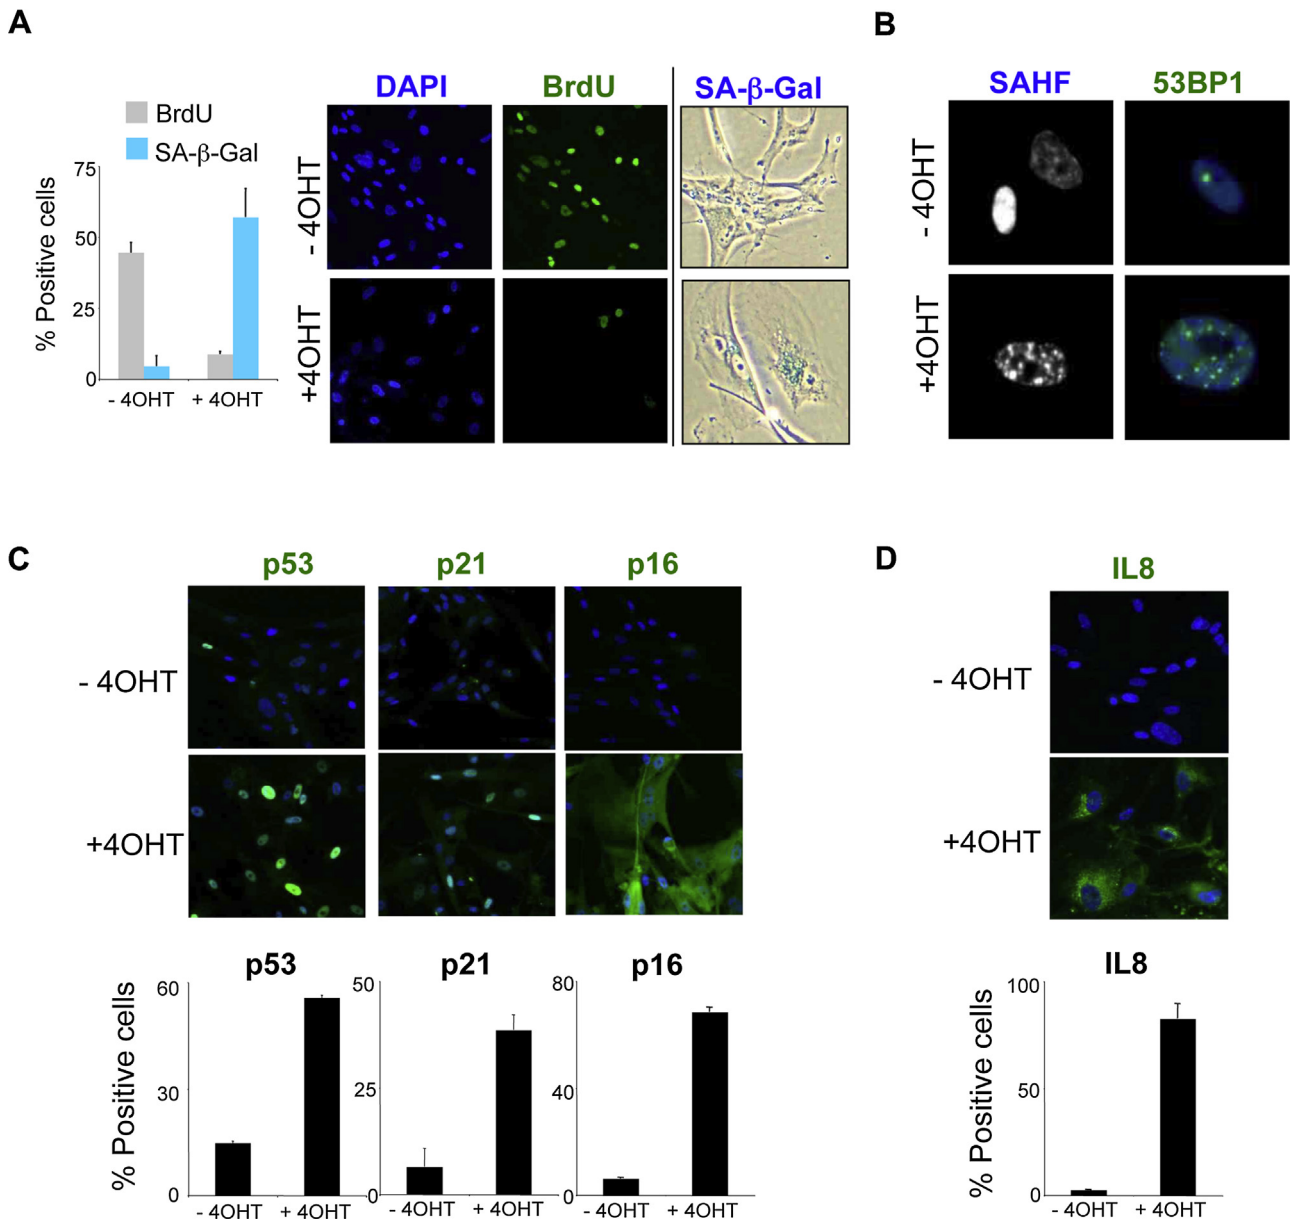 A
BrdU
SA-β-Gal
% Positive cells
75
50
25
0
- 4OHT
+ 4OHT
DAPI
BrdU
SA-β-Gal
- 4OHT
+4OHT
B
SAHF
53BP1
- 4OHT
+4OHT
C
p53
p21
p16
- 4OHT
+4OHT
p53
% Positive cells
60
30
0
- 4OHT
+ 4OHT
p21
50
25
0
- 4OHT
+ 4OHT
p16
80
40
0
- 4OHT
+ 4OHT
D
IL8
- 4OHT
+4OHT
IL8
% Positive cells
100
50
0
- 4OHT
+ 4OHT